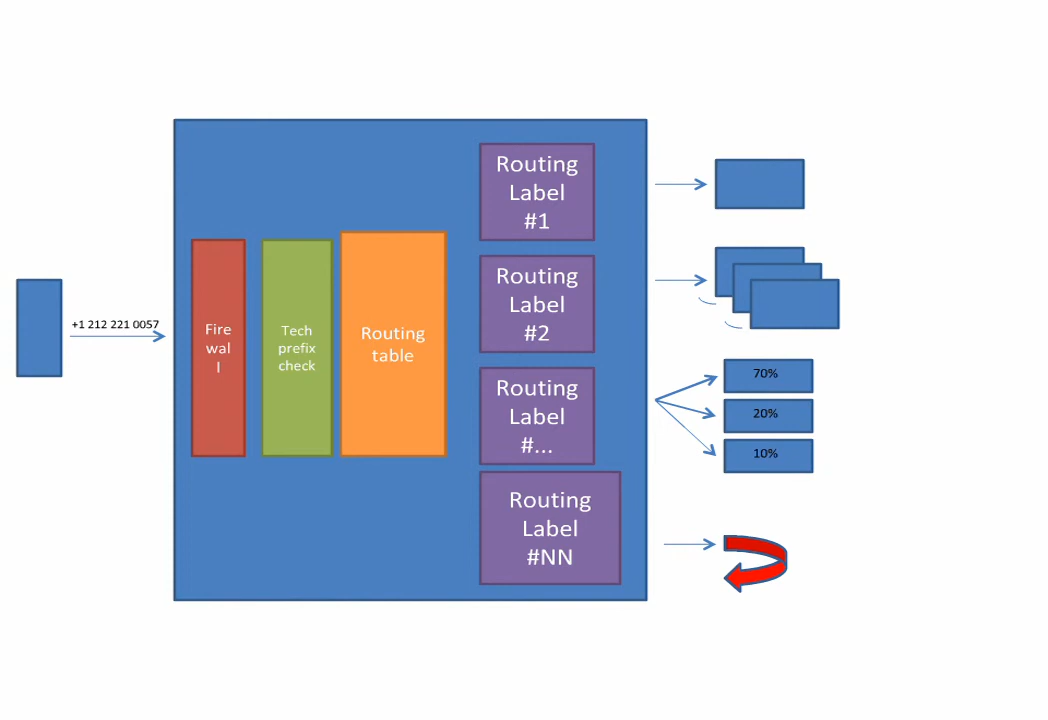 +1 212 221 0057
Fire
wal
l
Tech
prefix
check
Routing
table
Routing
Label
#1
Routing
Label
#2
Routing
Label
#...
Routing
Label
#NN
70%
20%
10%